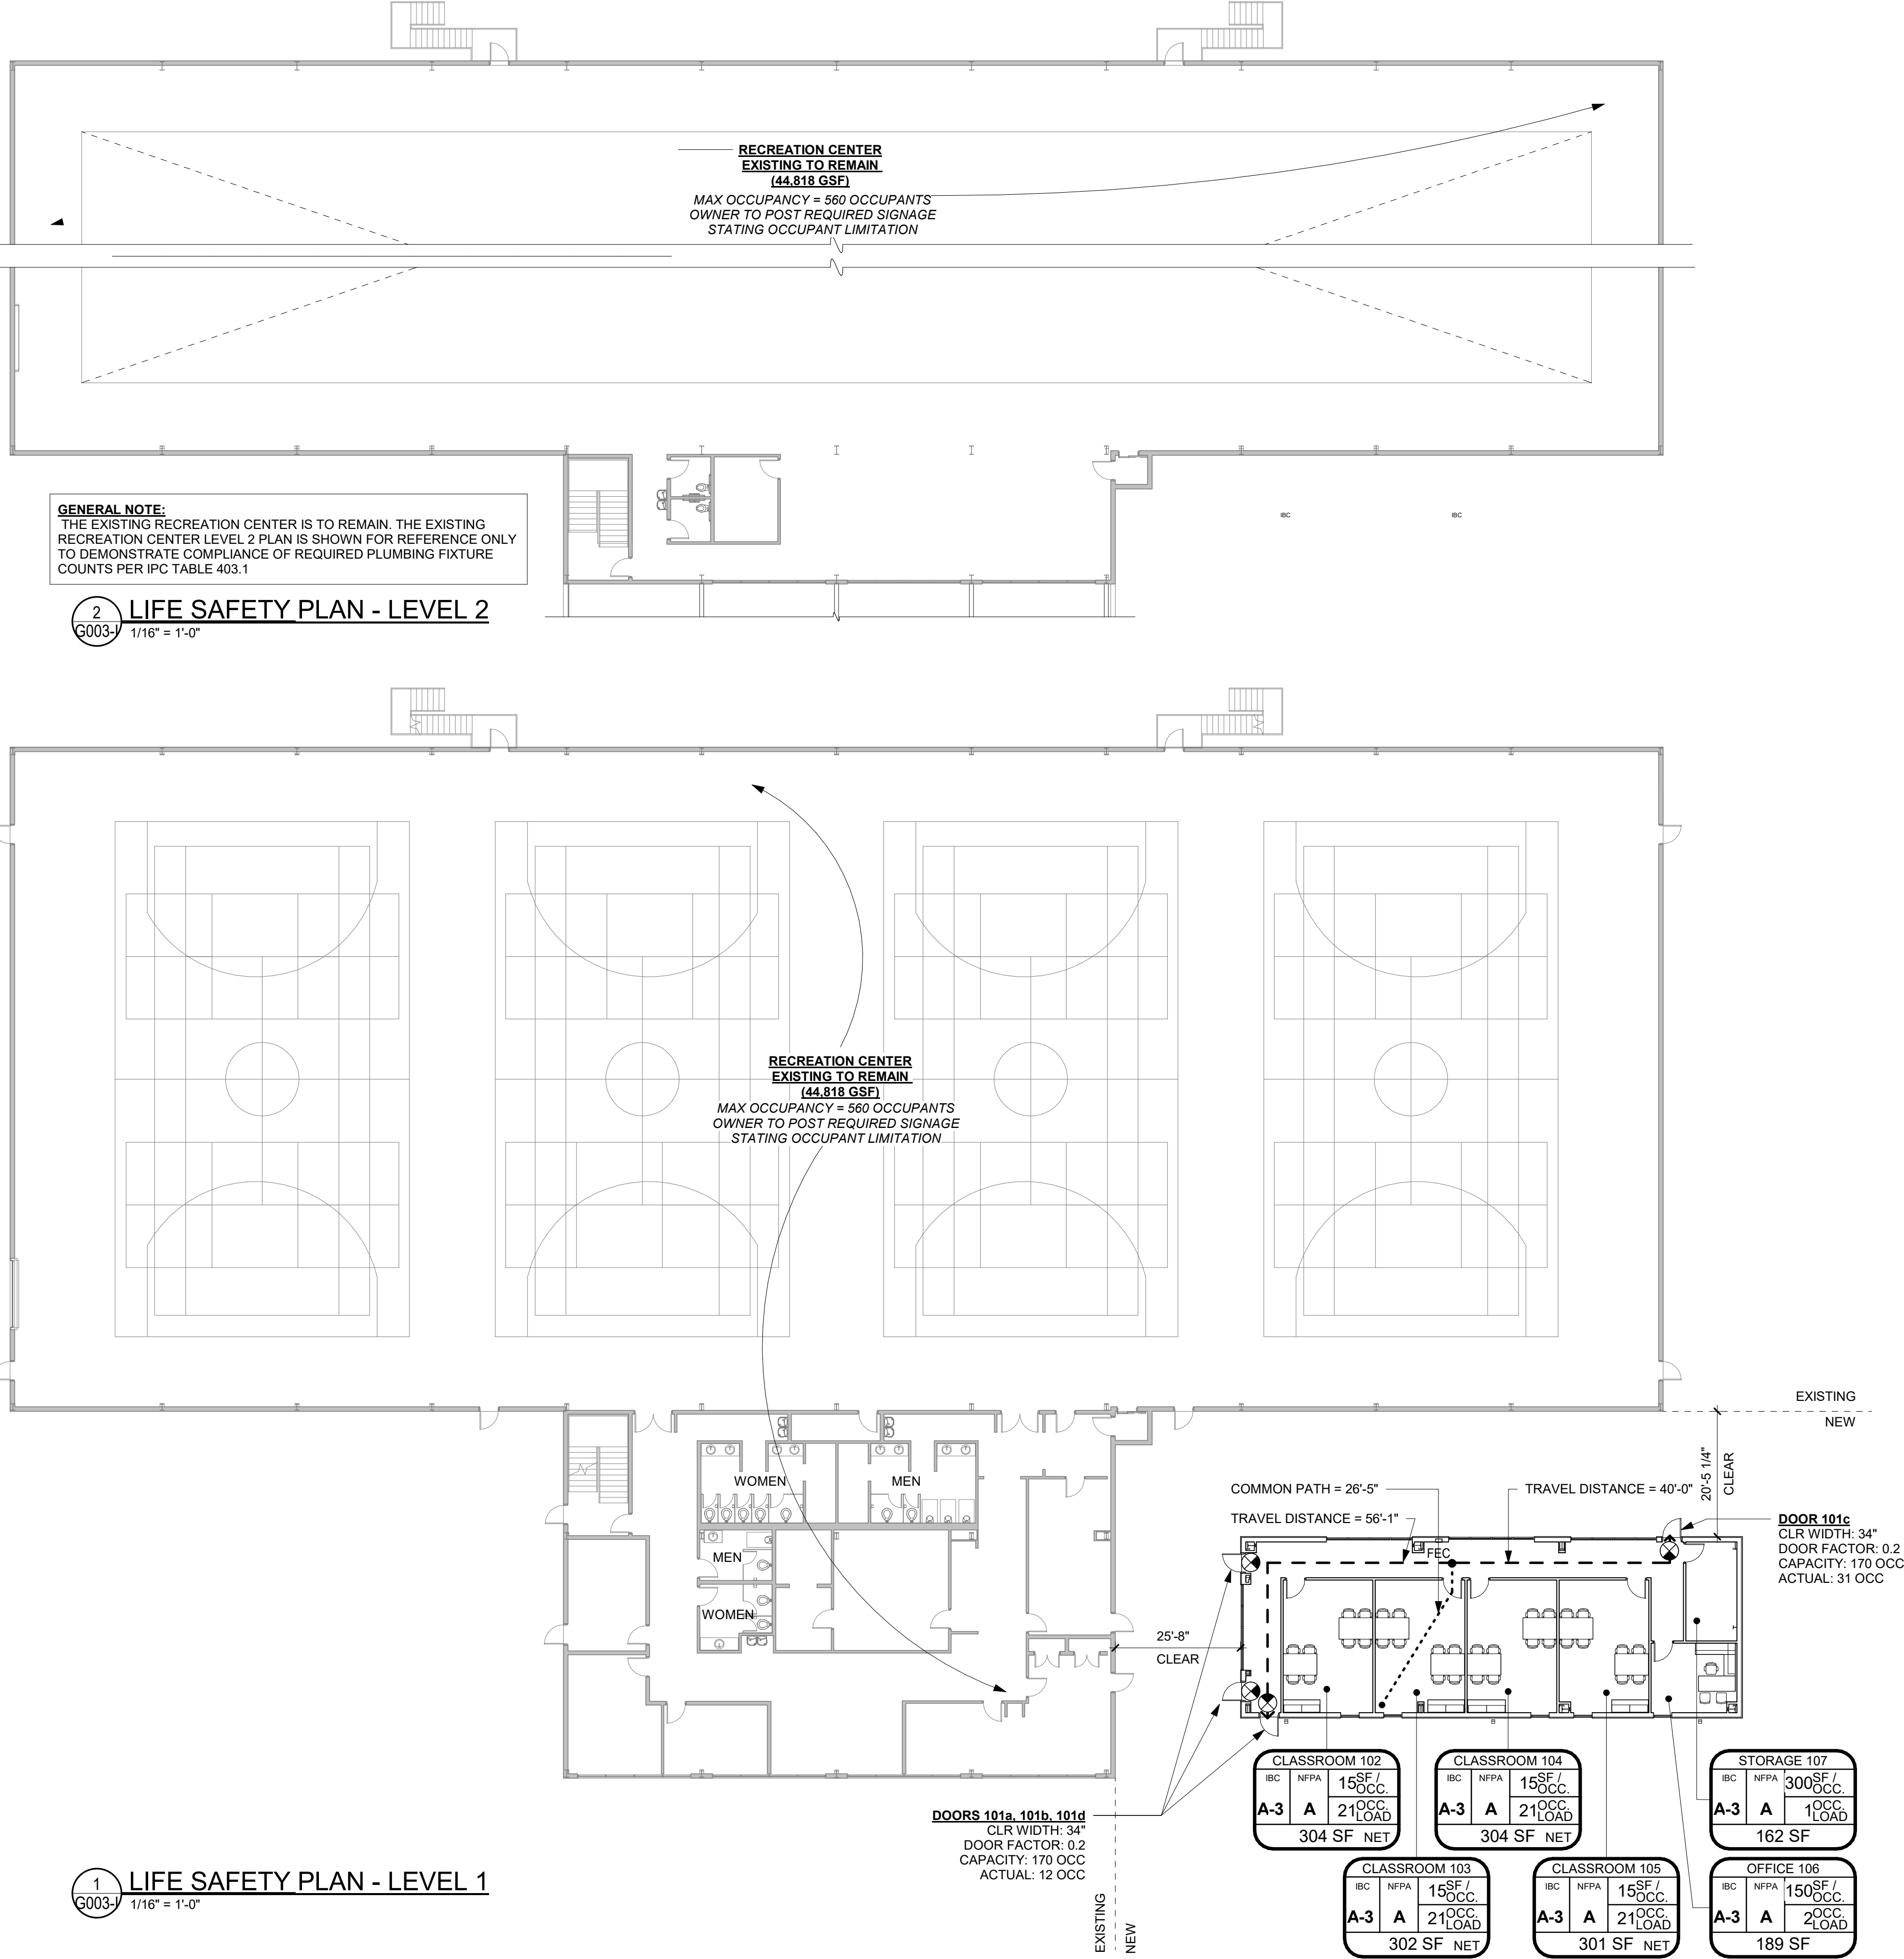 RECREATION CENTER
EXISTING TO REMAIN
(44,818 GSF)
MAX OCCUPANCY = 560 OCCUPANTS
OWNER TO POST REQUIRED SIGNAGE
STATING OCCUPANT LIMITATION
IBC
IBC
GENERAL NOTE:
THE EXISTING RECREATION CENTER IS TO REMAIN. THE EXISTING
RECREATION CENTER LEVEL 2 PLAN IS SHOWN FOR REFERENCE ONLY
TO DEMONSTRATE COMPLIANCE OF REQUIRED PLUMBING FIXTURE
COUNTS PER IPC TABLE 403.1
2
G003-I
LIFE SAFETY PLAN - LEVEL 2
1/16" = 1'-0"
RECREATION CENTER
EXISTING TO REMAIN
(44,818 GSF)
MAX OCCUPANCY = 560 OCCUPANTS
OWNER TO POST REQUIRED SIGNAGE
STATING OCCUPANT LIMITATION
EXISTING
NEW
20'-5 1/4"
CLEAR
WOMEN
MEN
MEN
WOMEN
COMMON PATH = 26'-5"
TRAVEL DISTANCE = 40'-0"
TRAVEL DISTANCE = 56'-1"
FEC
DOOR 101c
CLR WIDTH: 34"
DOOR FACTOR: 0.2
CAPACITY: 170 OCC
ACTUAL: 31 OCC
25'-8"
CLEAR
DOORS 101a, 101b, 101d
CLR WIDTH: 34"
DOOR FACTOR: 0.2
CAPACITY: 170 OCC
ACTUAL: 12 OCC
EXISTING
NEW
CLASSROOM 102
IBC NFPA 15 SF / OCC.
A-3 A 21 OCC. LOAD
304 SF NET
CLASSROOM 104
IBC NFPA 15 SF / OCC.
A-3 A 21 OCC. LOAD
304 SF NET
STORAGE 107
IBC NFPA 300 SF / OCC.
A-3 A 1 OCC. LOAD
162 SF
CLASSROOM 103
IBC NFPA 15 SF / OCC.
A-3 A 21 OCC. LOAD
302 SF NET
CLASSROOM 105
IBC NFPA 15 SF / OCC.
A-3 A 21 OCC. LOAD
301 SF NET
OFFICE 106
IBC NFPA 150 SF / OCC.
A-3 A 2 OCC. LOAD
189 SF
1
G003-I
LIFE SAFETY PLAN - LEVEL 1
1/16" = 1'-0"